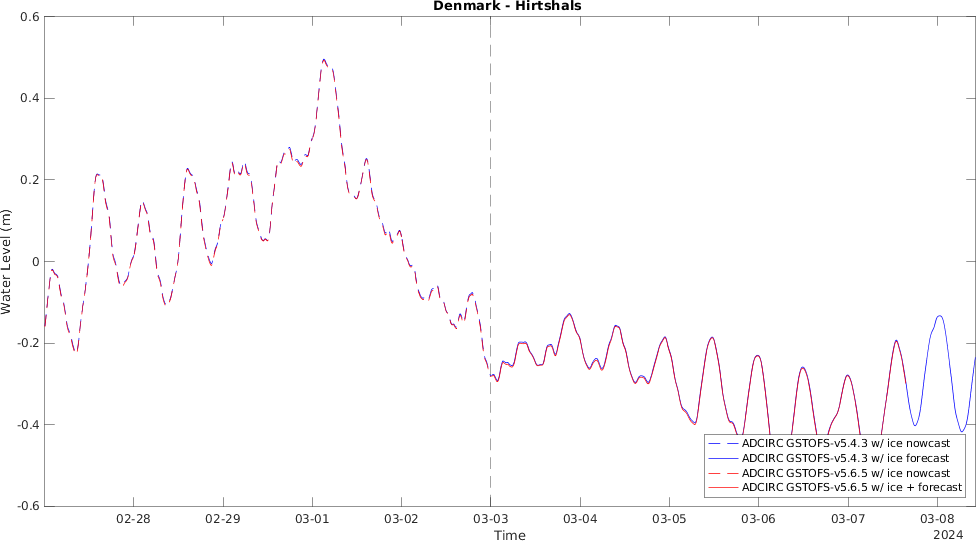 Denmark - Hirtshals
0.6
0.4
0.2
0
-0.2
-0.4
-0.6
Water Level (m)
02-28 02-29 03-01 03-02 03-03 03-04 03-05 03-06 03-07 03-08
Time
2024
ADCIRC GSTOFS-v5.4.3 w/ ice nowcast
ADCIRC GSTOFS-v5.4.3 w/ ice forecast
ADCIRC GSTOFS-v5.6.5 w/ ice nowcast
ADCIRC GSTOFS-v5.6.5 w/ ice + forecast